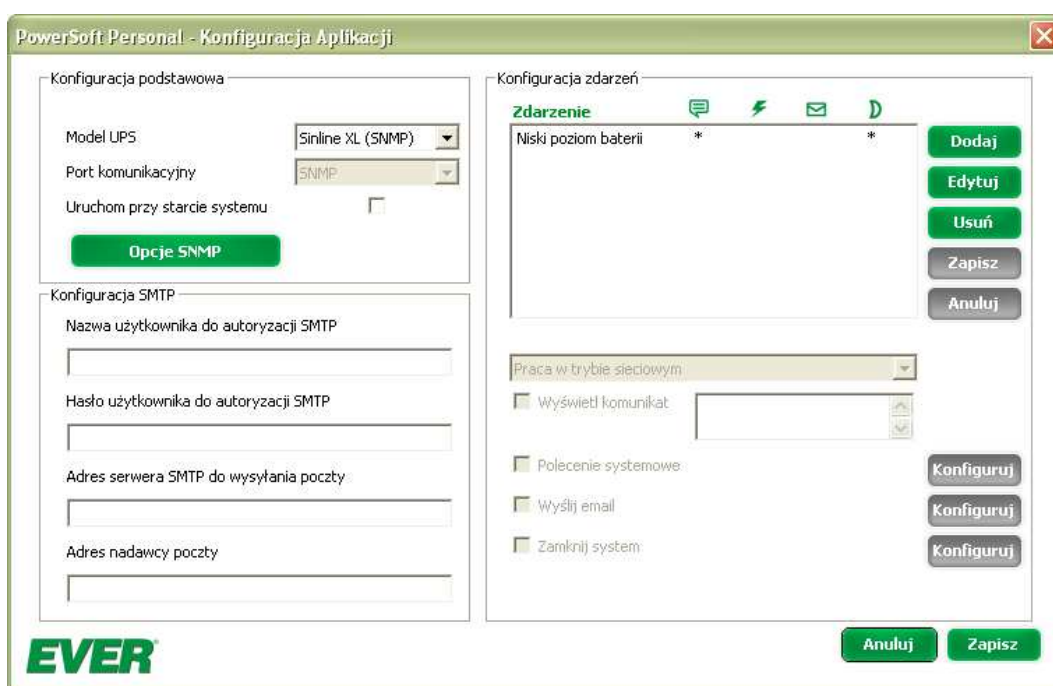 PowerSoft Personal - Konfiguracja Aplikacji
Konfiguracja podstawowa
Model UPS
Sinline XL (SNMP)
Port komunikacyjny
SNMP
Uruchom przy starcie systemu
Opcje SNMP
Konfiguracja SMTP
Nazwa użytkownika do autoryzacji SMTP
Hasło użytkownika do autoryzacji SMTP
Adres serwera SMTP do wysyłania poczty
Adres nadawcy poczty
Konfiguracja zdarzeń
Zdarzenie
Niski poziom baterii * *
Dodaj
Edytuj
Usuń
Zapisz
Anuluj
Praca w trybie sieciowym
Wyświetl komunikat
Polecenie systemowe
Konfiguruj
Wyślij email
Konfiguruj
Zamknij system
Konfiguruj
EVER
Anuluj
Zapisz